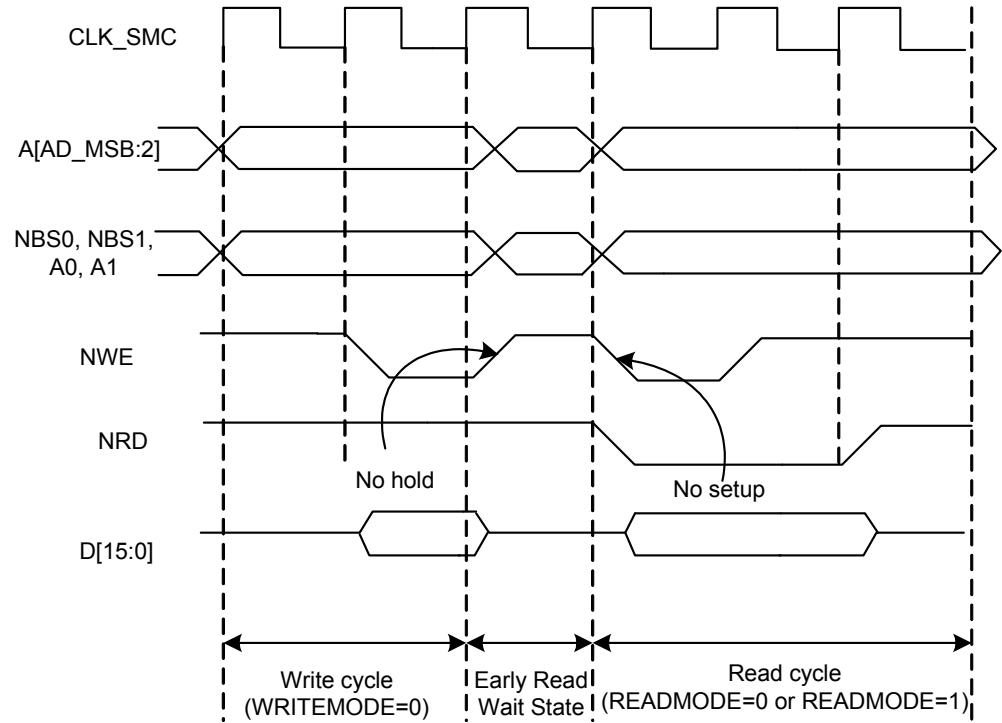 CLK_SMC
A[AD_MSB:2]
NBS0, NBS1,
A0, A1
NWE
NRD
No hold
No setup
D[15:0]
Write cycle
(WRITEMODE=0)
Early Read
Wait State
Read cycle
(READMODE=0 or READMODE=1)